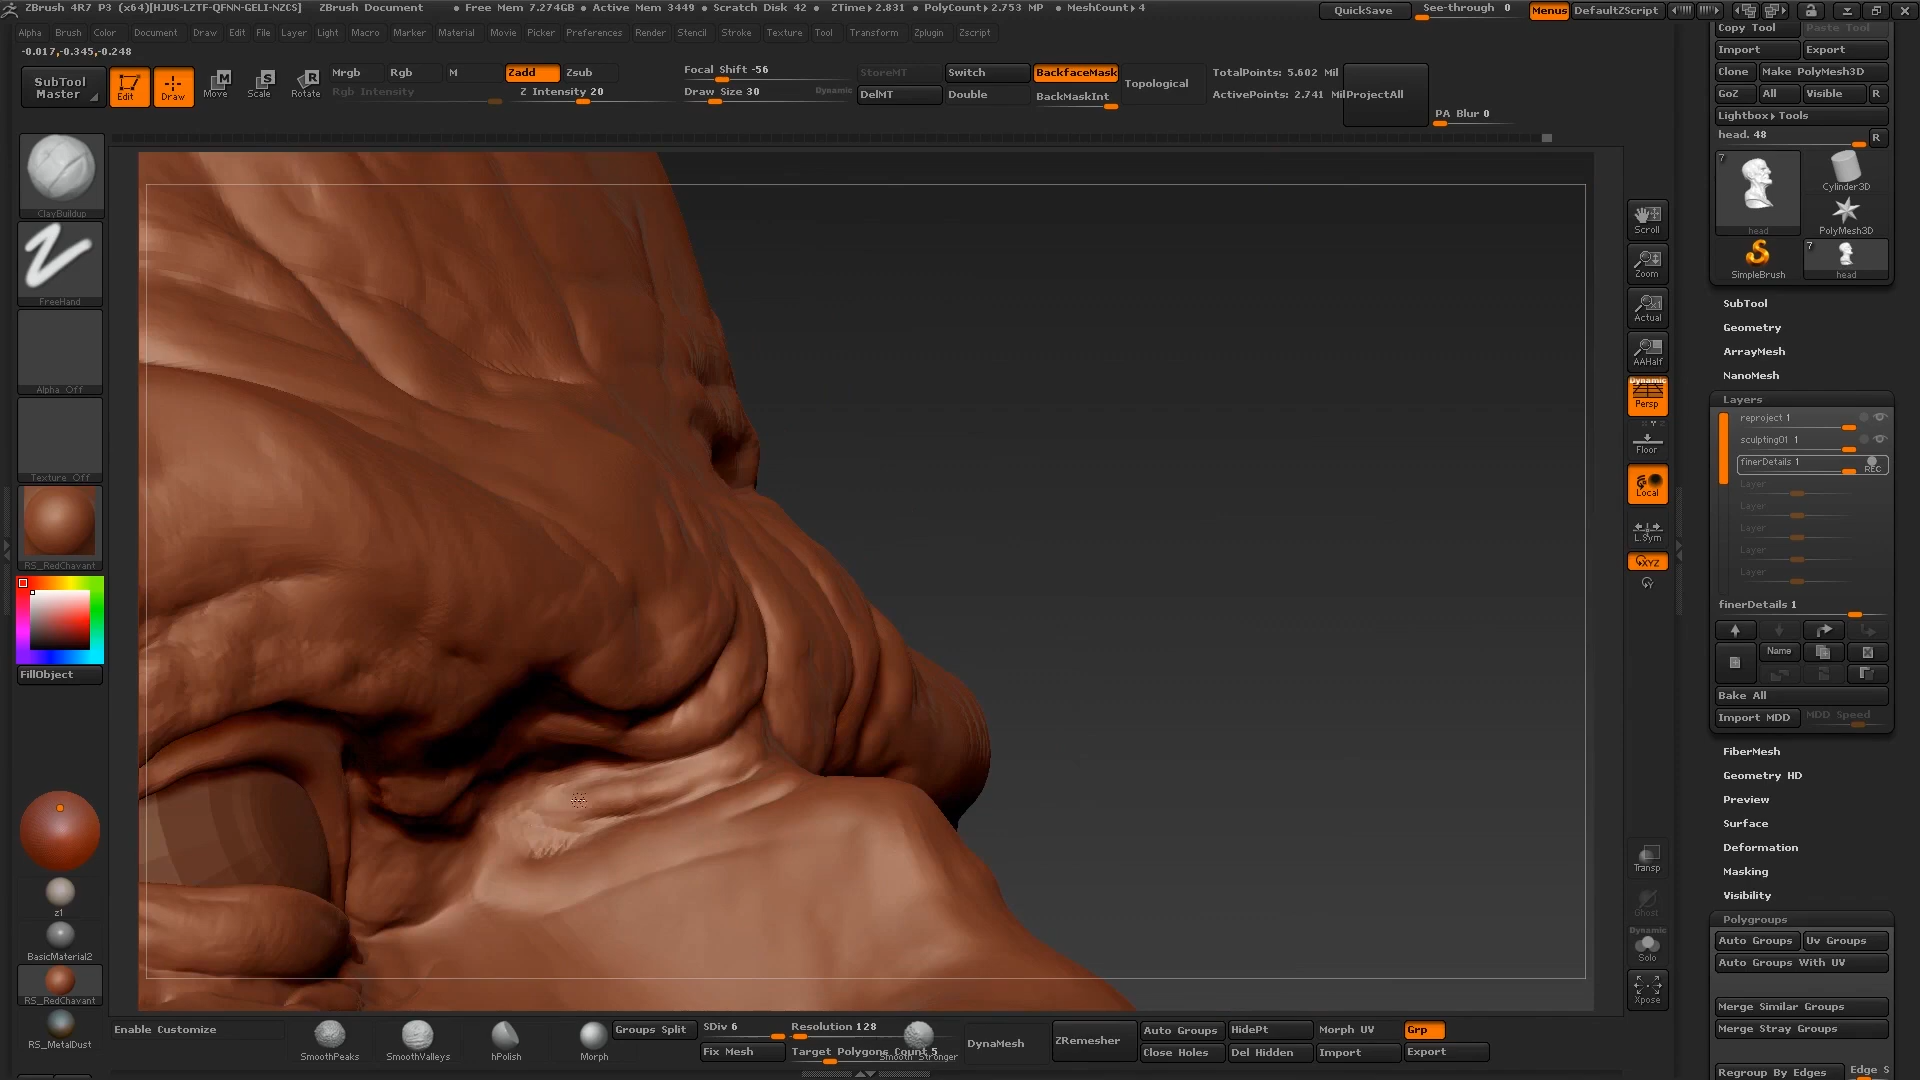 ZBrush 4R7 P3 (x64)[HJUS-LZTF-QFNN-GELI-NZCS] ZBrush Document • Free Mem 7.274GB • Active Mem 3449 • Scratch Disk 42 • ZTime▸2.831 • PolyCount▸2.753 MP • MeshCount▸4 QuickSave See-through 0 Menus DefaultZScript
Alpha Brush Color Document Draw Edit File Layer Light Macro Marker Material Movie Picker Preferences Render Stencil Stroke Texture Tool Transform Zplugin Zscript
-0.017,-0.345,-0.248
SubTool Master
Edit Draw Move Scale Rotate
Mrgb Rgb M Zadd Zsub
Rgb Intensity Z Intensity 20
Focal Shift -56
Draw Size 30 Dynamic
StoreMT Switch BackfaceMask
DelMT Double BackMaskInt
Topological
TotalPoints: 5.602 Mil
ActivePoints: 2.741 Mil
ProjectAll
PA Blur 0
ClayBuildup
FreeHand
Alpha Off
Texture Off
RS_RedChavant
FillObject
z1
BasicMaterial2
RS_RedChavant
RS_MetalDust
Scroll
Zoom
Actual
AAHalf
Dynamic
Persp
Floor
Local
L.Sym
XYZ
Transp
Ghost
Dynamic
Solo
Xpose
Copy Tool Paste Tool
Import Export
Clone Make PolyMesh3D
GoZ All Visible R
Lightbox▸Tools
head. 48 R
7
head
Cylinder3D
PolyMesh3D
SimpleBrush
7
head
SubTool
Geometry
ArrayMesh
NanoMesh
Layers
reproject 1
sculpting01 1
finerDetails 1 REC
Layer
Layer
Layer
Layer
Layer
finerDetails 1
Name
Bake All
Import MDD MDD Speed
FiberMesh
Geometry HD
Preview
Surface
Deformation
Masking
Visibility
Polygroups
Auto Groups Uv Groups
Auto Groups With UV
Merge Similar Groups
Merge Stray Groups
Regroup By Edges Edge S
Enable Customize
SmoothPeaks SmoothValleys hPolish Morph
Groups Split
SDiv 6
Fix Mesh
Resolution 128
Target Polygons Count 5
Smooth Stronger
DynaMesh
ZRemesher
Auto Groups HidePt Morph UV Grp
Close Holes Del Hidden Import Export